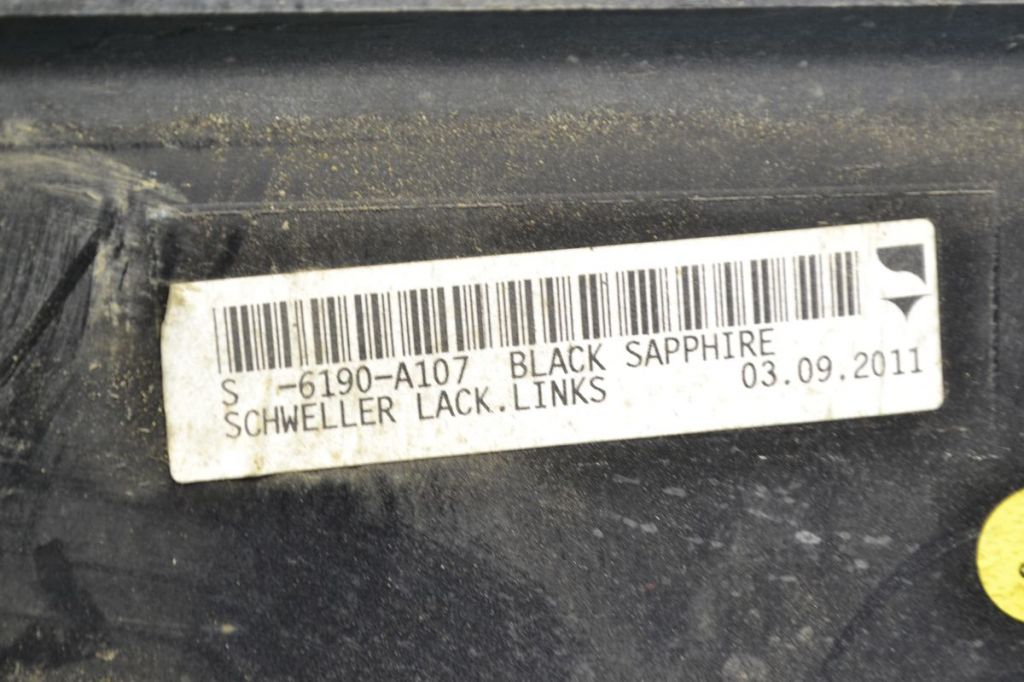 S -6190-A107 BLACK SAPPHIRE
SCHWELLER LACK.LINKS 03.09.2011